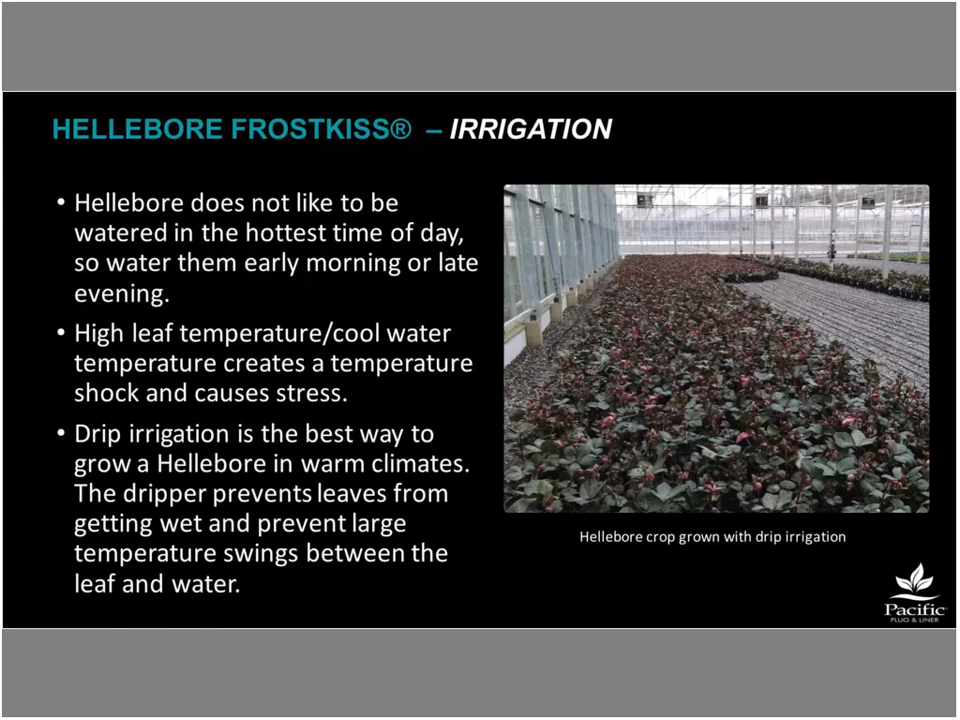 HELLEBORE FROSTKISS® – IRRIGATION
• Hellebore does not like to be
watered in the hottest time of day,
so water them early morning or late
evening.
• High leaf temperature/cool water
temperature creates a temperature
shock and causes stress.
• Drip irrigation is the best way to
grow a Hellebore in warm climates.
The dripper prevents leaves from
getting wet and prevent large
temperature swings between the
leaf and water.
Hellebore crop grown with drip irrigation
Pacific
PLUG & LINER